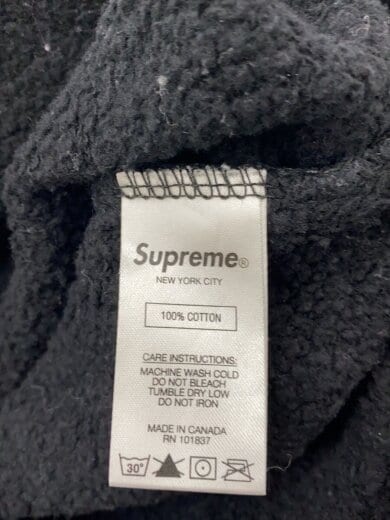 Supreme®
NEW YORK CITY
100% COTTON
CARE INSTRUCTIONS:
MACHINE WASH COLD
DO NOT BLEACH
TUMBLE DRY LOW
DO NOT IRON
MADE IN CANADA
RN 101837
30°